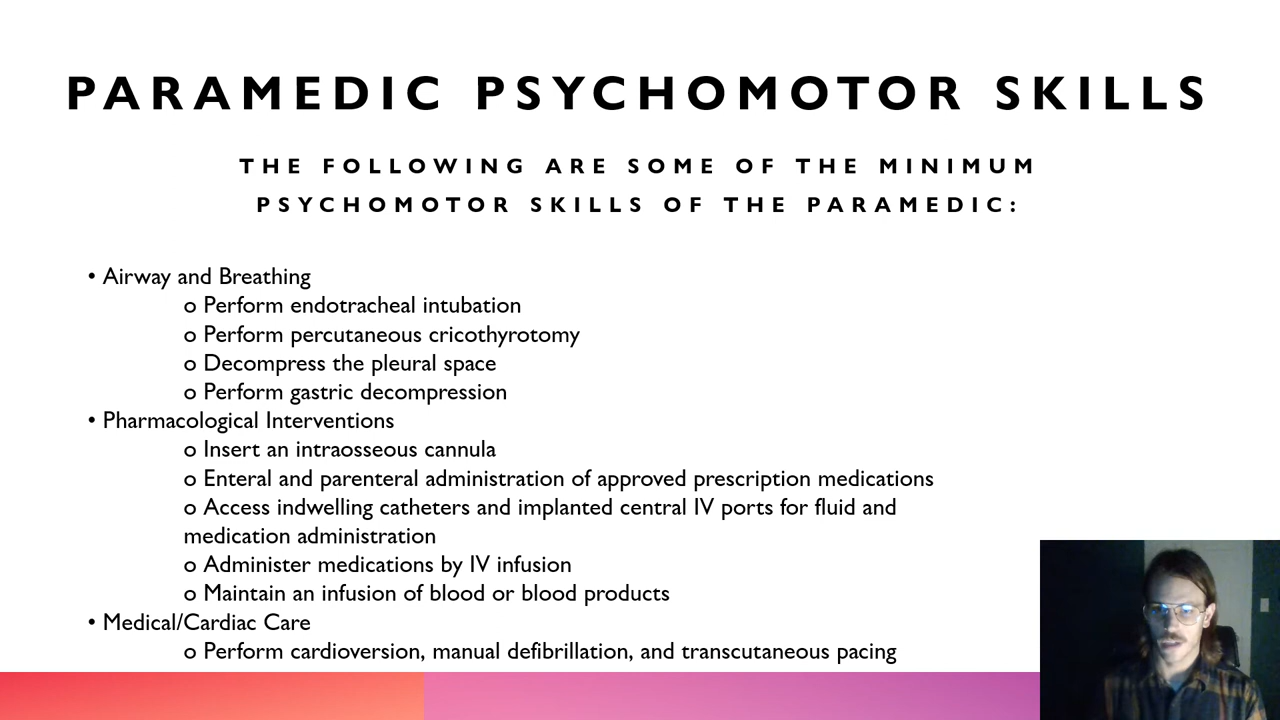 PARAMEDIC PSYCHOMOTOR SKILLS
THE FOLLOWING ARE SOME OF THE MINIMUM
PSYCHOMOTOR SKILLS OF THE PARAMEDIC:
• Airway and Breathing
o Perform endotracheal intubation
o Perform percutaneous cricothyrotomy
o Decompress the pleural space
o Perform gastric decompression
• Pharmacological Interventions
o Insert an intraosseous cannula
o Enteral and parenteral administration of approved prescription medications
o Access indwelling catheters and implanted central IV ports for fluid and
medication administration
o Administer medications by IV infusion
o Maintain an infusion of blood or blood products
• Medical/Cardiac Care
o Perform cardioversion, manual defibrillation, and transcutaneous pacing